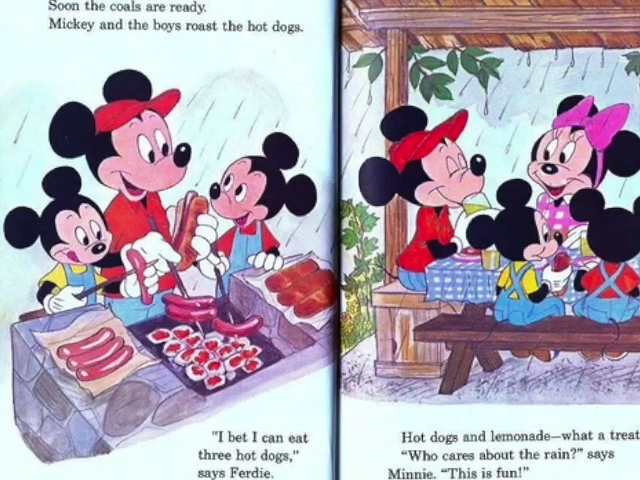 Soon the coals are ready.
Mickey and the boys roast the hot dogs.
"I bet I can eat
three hot dogs,"
says Ferdie.
Hot dogs and lemonade—what a treat
"Who cares about the rain?" says
Minnie. "This is fun!"